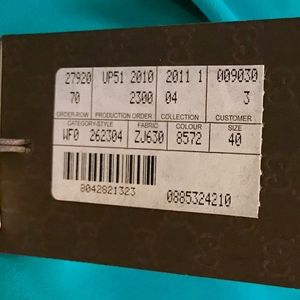 27920 UP51 2010 2011 1 009030
70 2300 04 3
ORDER-ROW PRODUCTION ORDER COLLECTION CUSTOMER
CATEGORY-STYLE FABRIC COLOUR SIZE
WF0 262304 ZJ630 8572 40
8042821323 0885324210